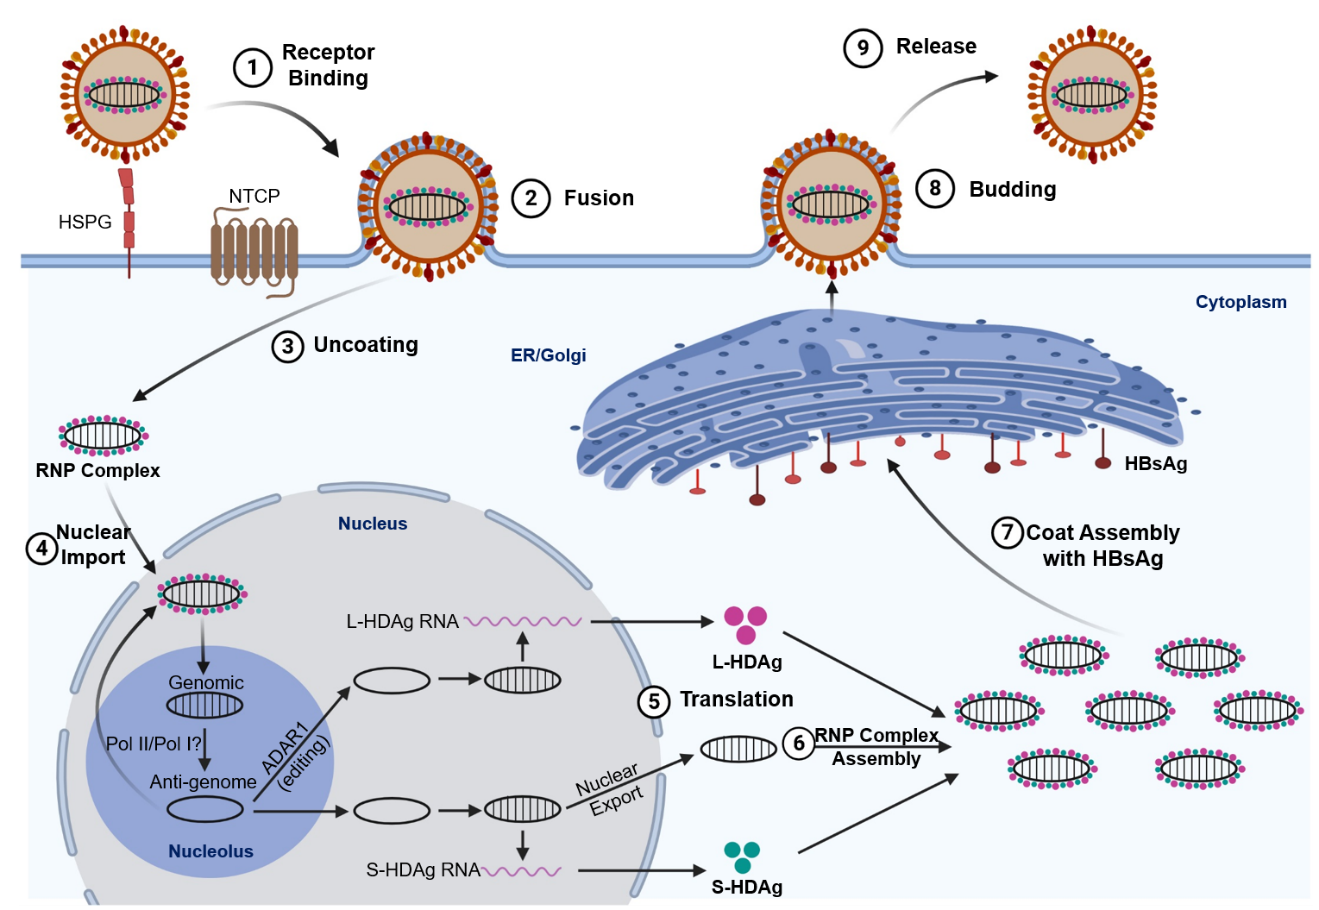 1
Receptor
Binding
HSPG
NTCP
2
Fusion
3
Uncoating
RNP Complex
4
Nuclear
Import
Nucleus
Genomic
Pol II/Pol I?
Anti-genome
Nucleolus
ADAR1
(editing)
L-HDAg RNA
S-HDAg RNA
Nuclear
Export
5
Translation
L-HDAg
S-HDAg
6
RNP Complex
Assembly
7
Coat Assembly
with HBsAg
HBsAg
ER/Golgi
Cytoplasm
8
Budding
9
Release